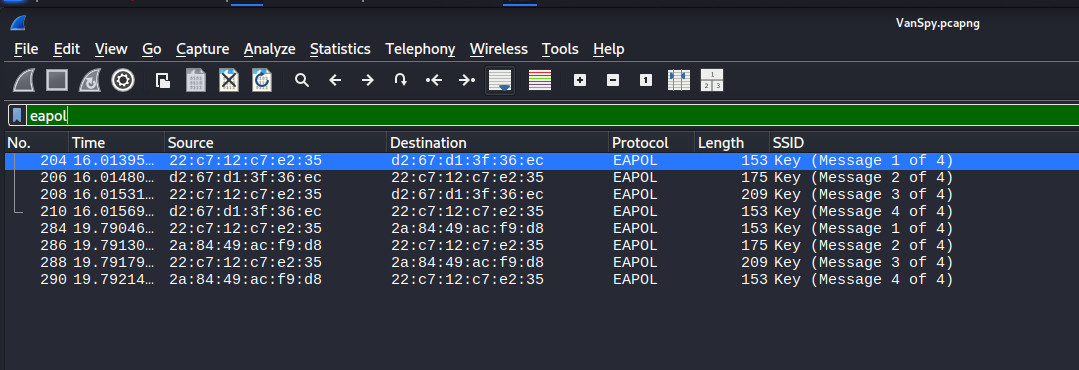 VanSpy.pcapng
File Edit View Go Capture Analyze Statistics Telephony Wireless Tools Help
eapol
No. Time Source Destination Protocol Length SSID
204 16.01395… 22:c7:12:c7:e2:35 d2:67:d1:3f:36:ec EAPOL 153 Key (Message 1 of 4)
206 16.01480… d2:67:d1:3f:36:ec 22:c7:12:c7:e2:35 EAPOL 175 Key (Message 2 of 4)
208 16.01531… 22:c7:12:c7:e2:35 d2:67:d1:3f:36:ec EAPOL 209 Key (Message 3 of 4)
210 16.01569… d2:67:d1:3f:36:ec 22:c7:12:c7:e2:35 EAPOL 153 Key (Message 4 of 4)
284 19.79046… 22:c7:12:c7:e2:35 2a:84:49:ac:f9:d8 EAPOL 153 Key (Message 1 of 4)
286 19.79130… 2a:84:49:ac:f9:d8 22:c7:12:c7:e2:35 EAPOL 175 Key (Message 2 of 4)
288 19.79179… 22:c7:12:c7:e2:35 2a:84:49:ac:f9:d8 EAPOL 209 Key (Message 3 of 4)
290 19.79214… 2a:84:49:ac:f9:d8 22:c7:12:c7:e2:35 EAPOL 153 Key (Message 4 of 4)